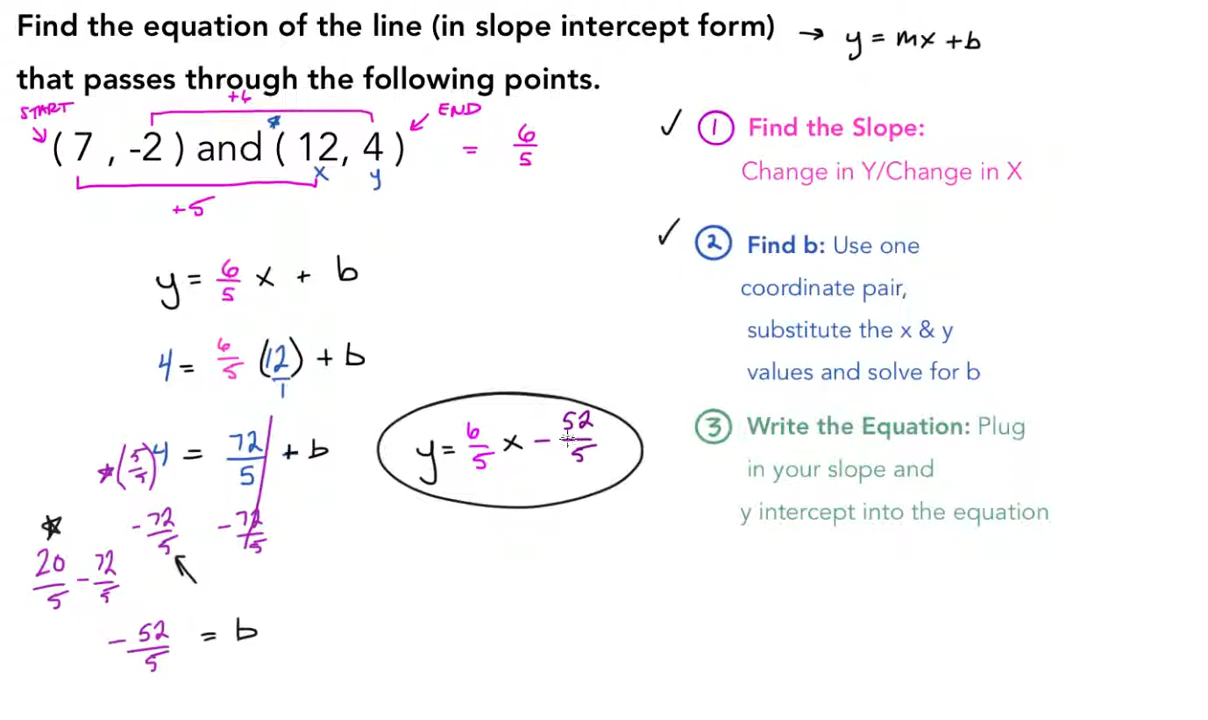 Find the equation of the line (in slope intercept form) → y = mx + b
that passes through the following points.
START +6 END
( 7 , -2 ) and ( 12, 4 ) = 6/5
x y
+5
y = 6/5 x + b
4 = 6/5 (12/1) + b
*(5/5)4 = 72/5 + b
-72/5 -72/5
20/5 - 72/5
-52/5 = b
y = 6/5 x - 52/5
✓ 1 Find the Slope:
Change in Y/Change in X
✓ 2 Find b: Use one
coordinate pair,
substitute the x & y
values and solve for b
3 Write the Equation: Plug
in your slope and
y intercept into the equation